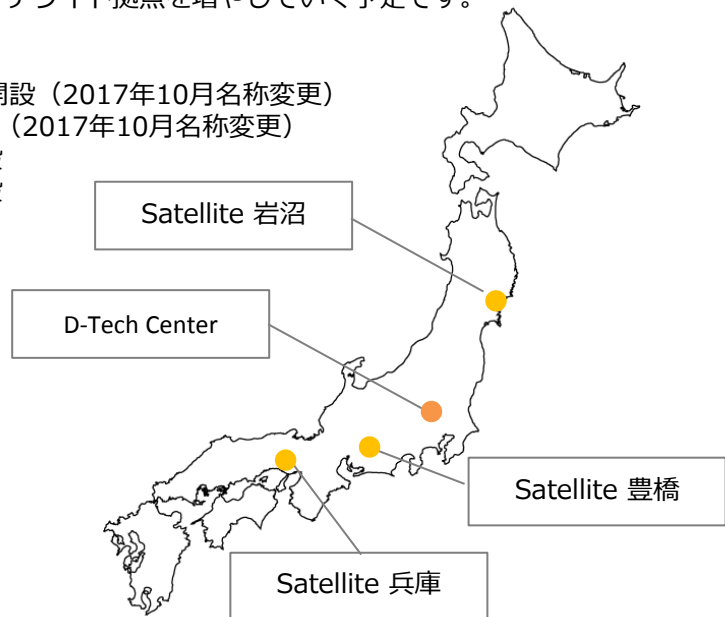 サテライト拠点を増やしていく予定です。
開設（2017年10月名称変更）
（2017年10月名称変更）
Satellite 岩沼
D-Tech Center
Satellite 豊橋
Satellite 兵庫